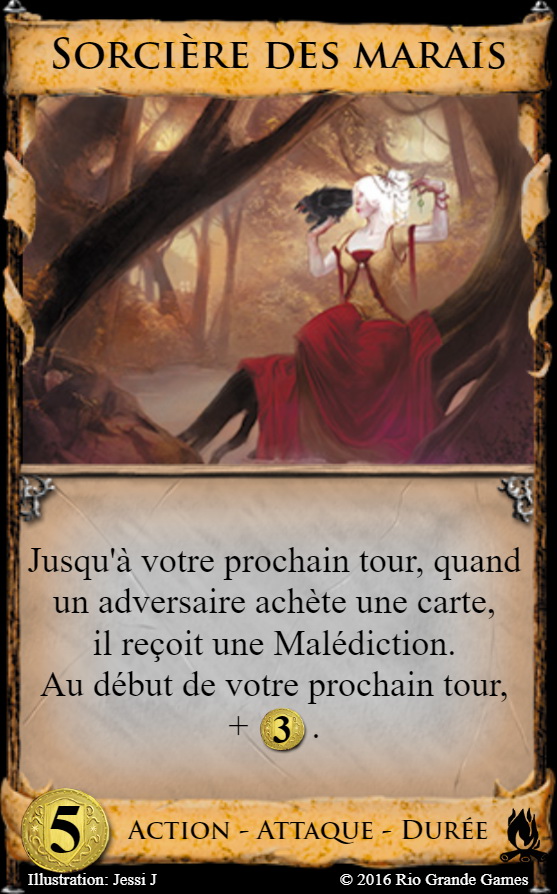 Sorcière des marais
Jusqu'à votre prochain tour, quand
un adversaire achète une carte,
il reçoit une Malédiction.
Au début de votre prochain tour,
+ 3 .
5
Action - Attaque - Durée
Illustration: Jessi J
© 2016 Rio Grande Games